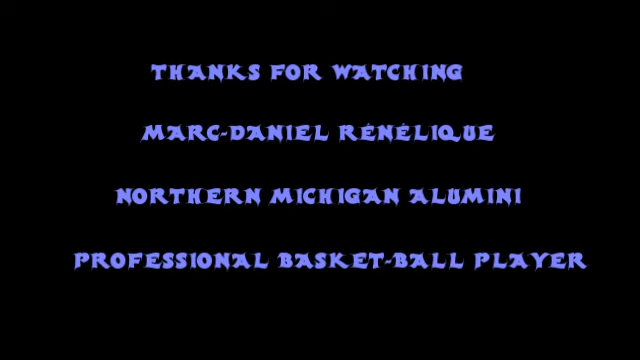 THANKS FOR WATCHING
MARC-DANIEL RÉNÉLIQUE
NORTHERN MICHIGAN ALUMINI
PROFESSIONAL BASKET-BALL PLAYER